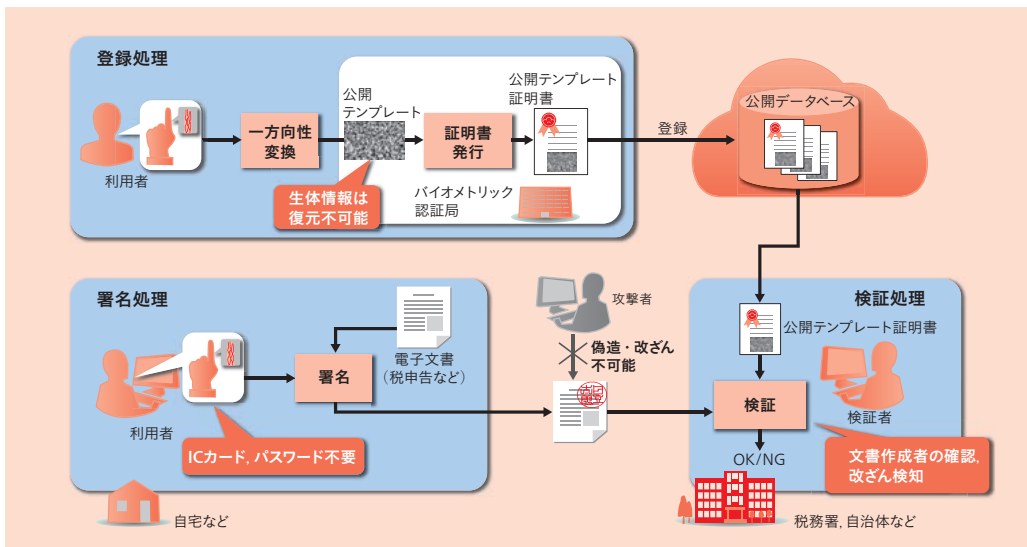 登録処理
利用者
一方向性
変換
公開
テンプレート
生体情報は
復元不可能
証明書
発行
公開テンプレート
証明書
バイオメトリック
認証局
登録
公開データベース
署名処理
利用者
ICカード, パスワード不要
署名
電子文書
(税申告など)
自宅など
攻撃者
偽造・改ざん
不可能
検証処理
公開テンプレート証明書
検証
検証者
OK/NG
文書作成者の確認,
改ざん検知
税務署, 自治体など